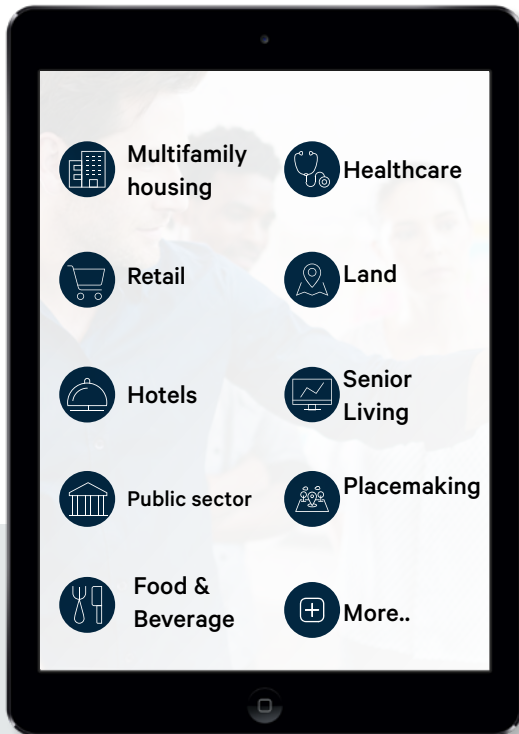 Multifamily
housing
Healthcare
Retail
Land
Hotels
Senior
Living
Public sector
Placemaking
Food &
Beverage
More..